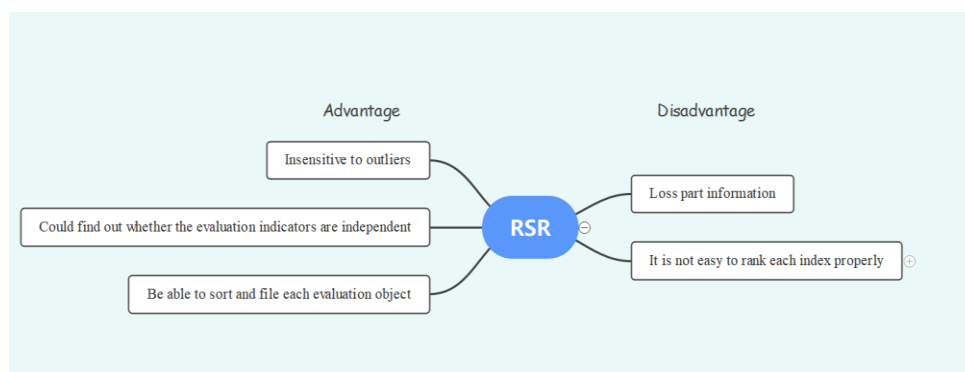 Advantage
Disadvantage
Insensitive to outliers
Loss part information
Could find out whether the evaluation indicators are independent
RSR
It is not easy to rank each index properly
Be able to sort and file each evaluation object